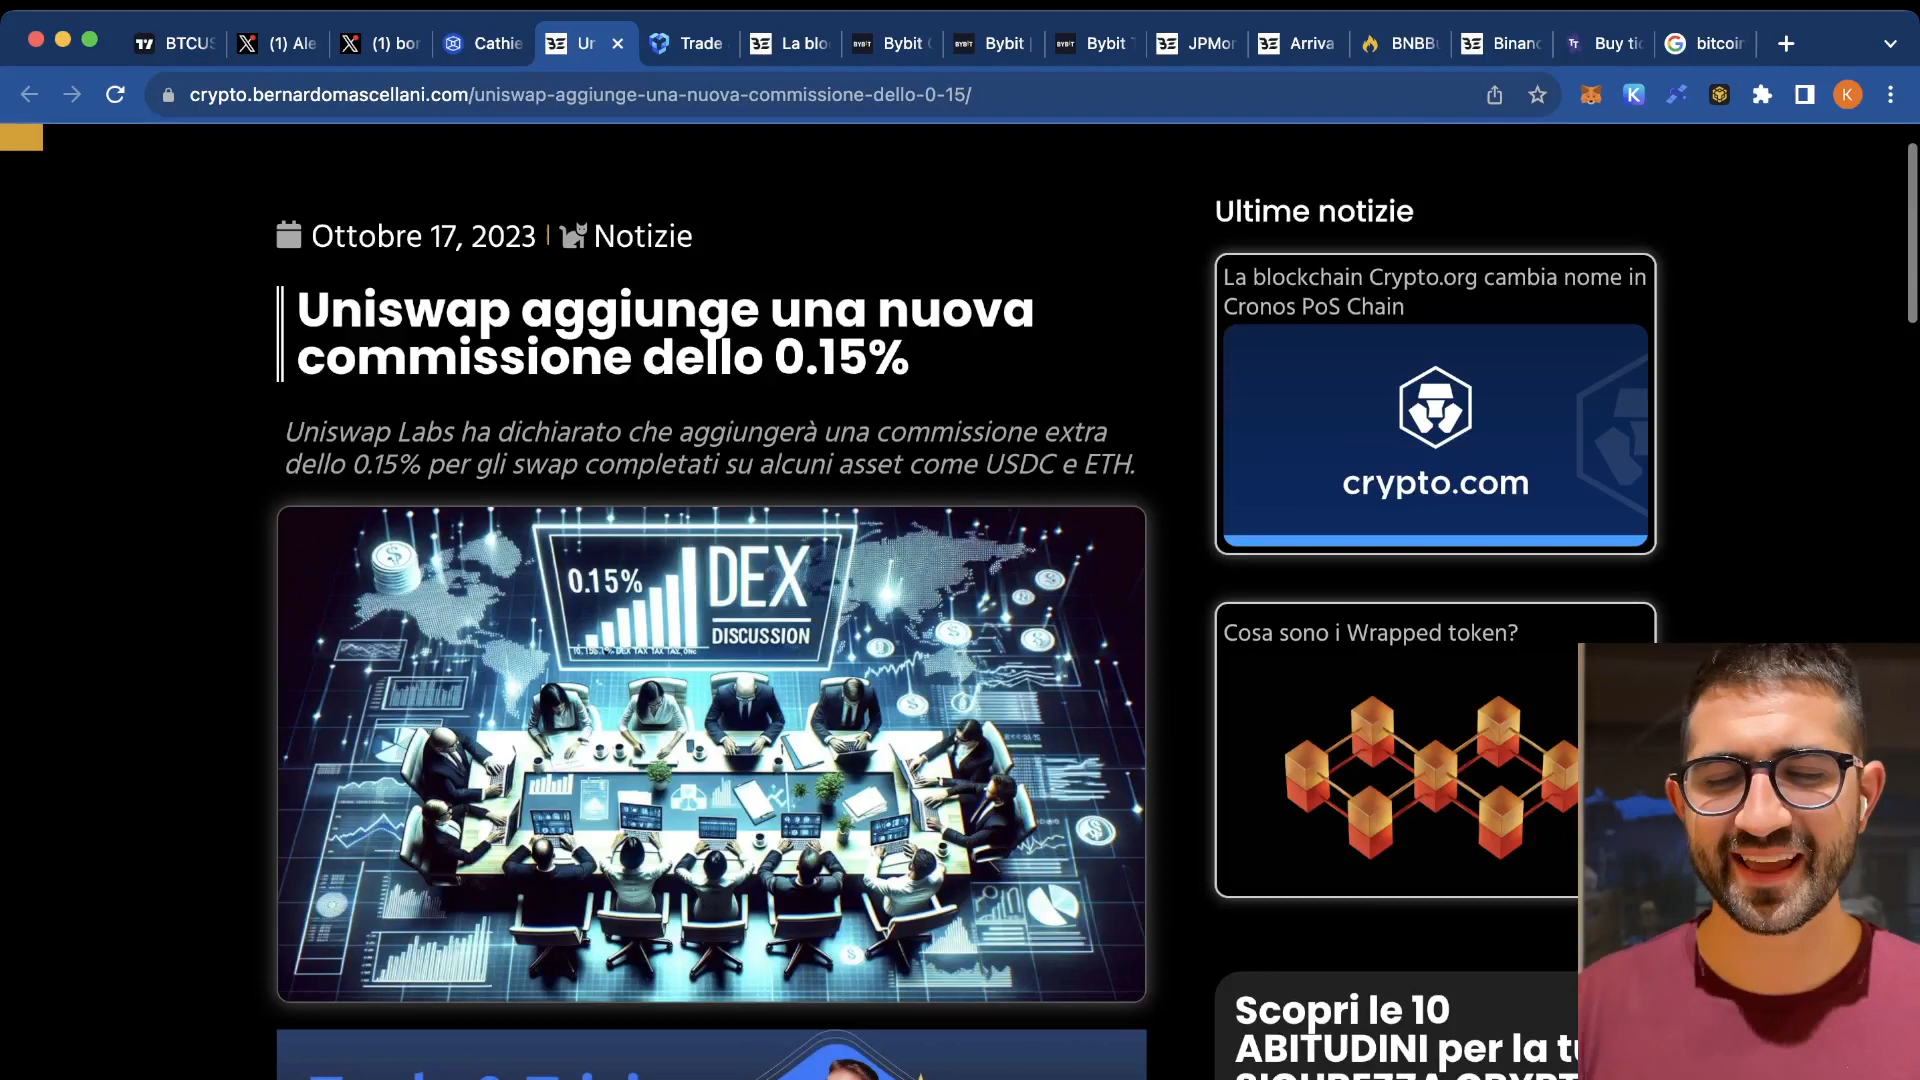 BTCUS
(1) Ale
(1) bor
Cathie
Ur
Trade
La blo
Bybit
Bybit
Bybit
JPMor
Arriva
BNBB
Binanc
Buy tic
bitcoin
crypto.bernardomascellani.com/uniswap-aggiunge-una-nuova-commissione-dello-0-15/
K
K
Ottobre 17, 2023 | Notizie
Uniswap aggiunge una nuova
commissione dello 0.15%
Uniswap Labs ha dichiarato che aggiungerà una commissione extra
dello 0.15% per gli swap completati su alcuni asset come USDC e ETH.
0.15%
DEX
DISCUSSION
Ultime notizie
La blockchain Crypto.org cambia nome in
Cronos PoS Chain
crypto.com
Cosa sono i Wrapped token?
Scopri le 10
ABITUDINI per la tu
SICUREZZA CRYPT